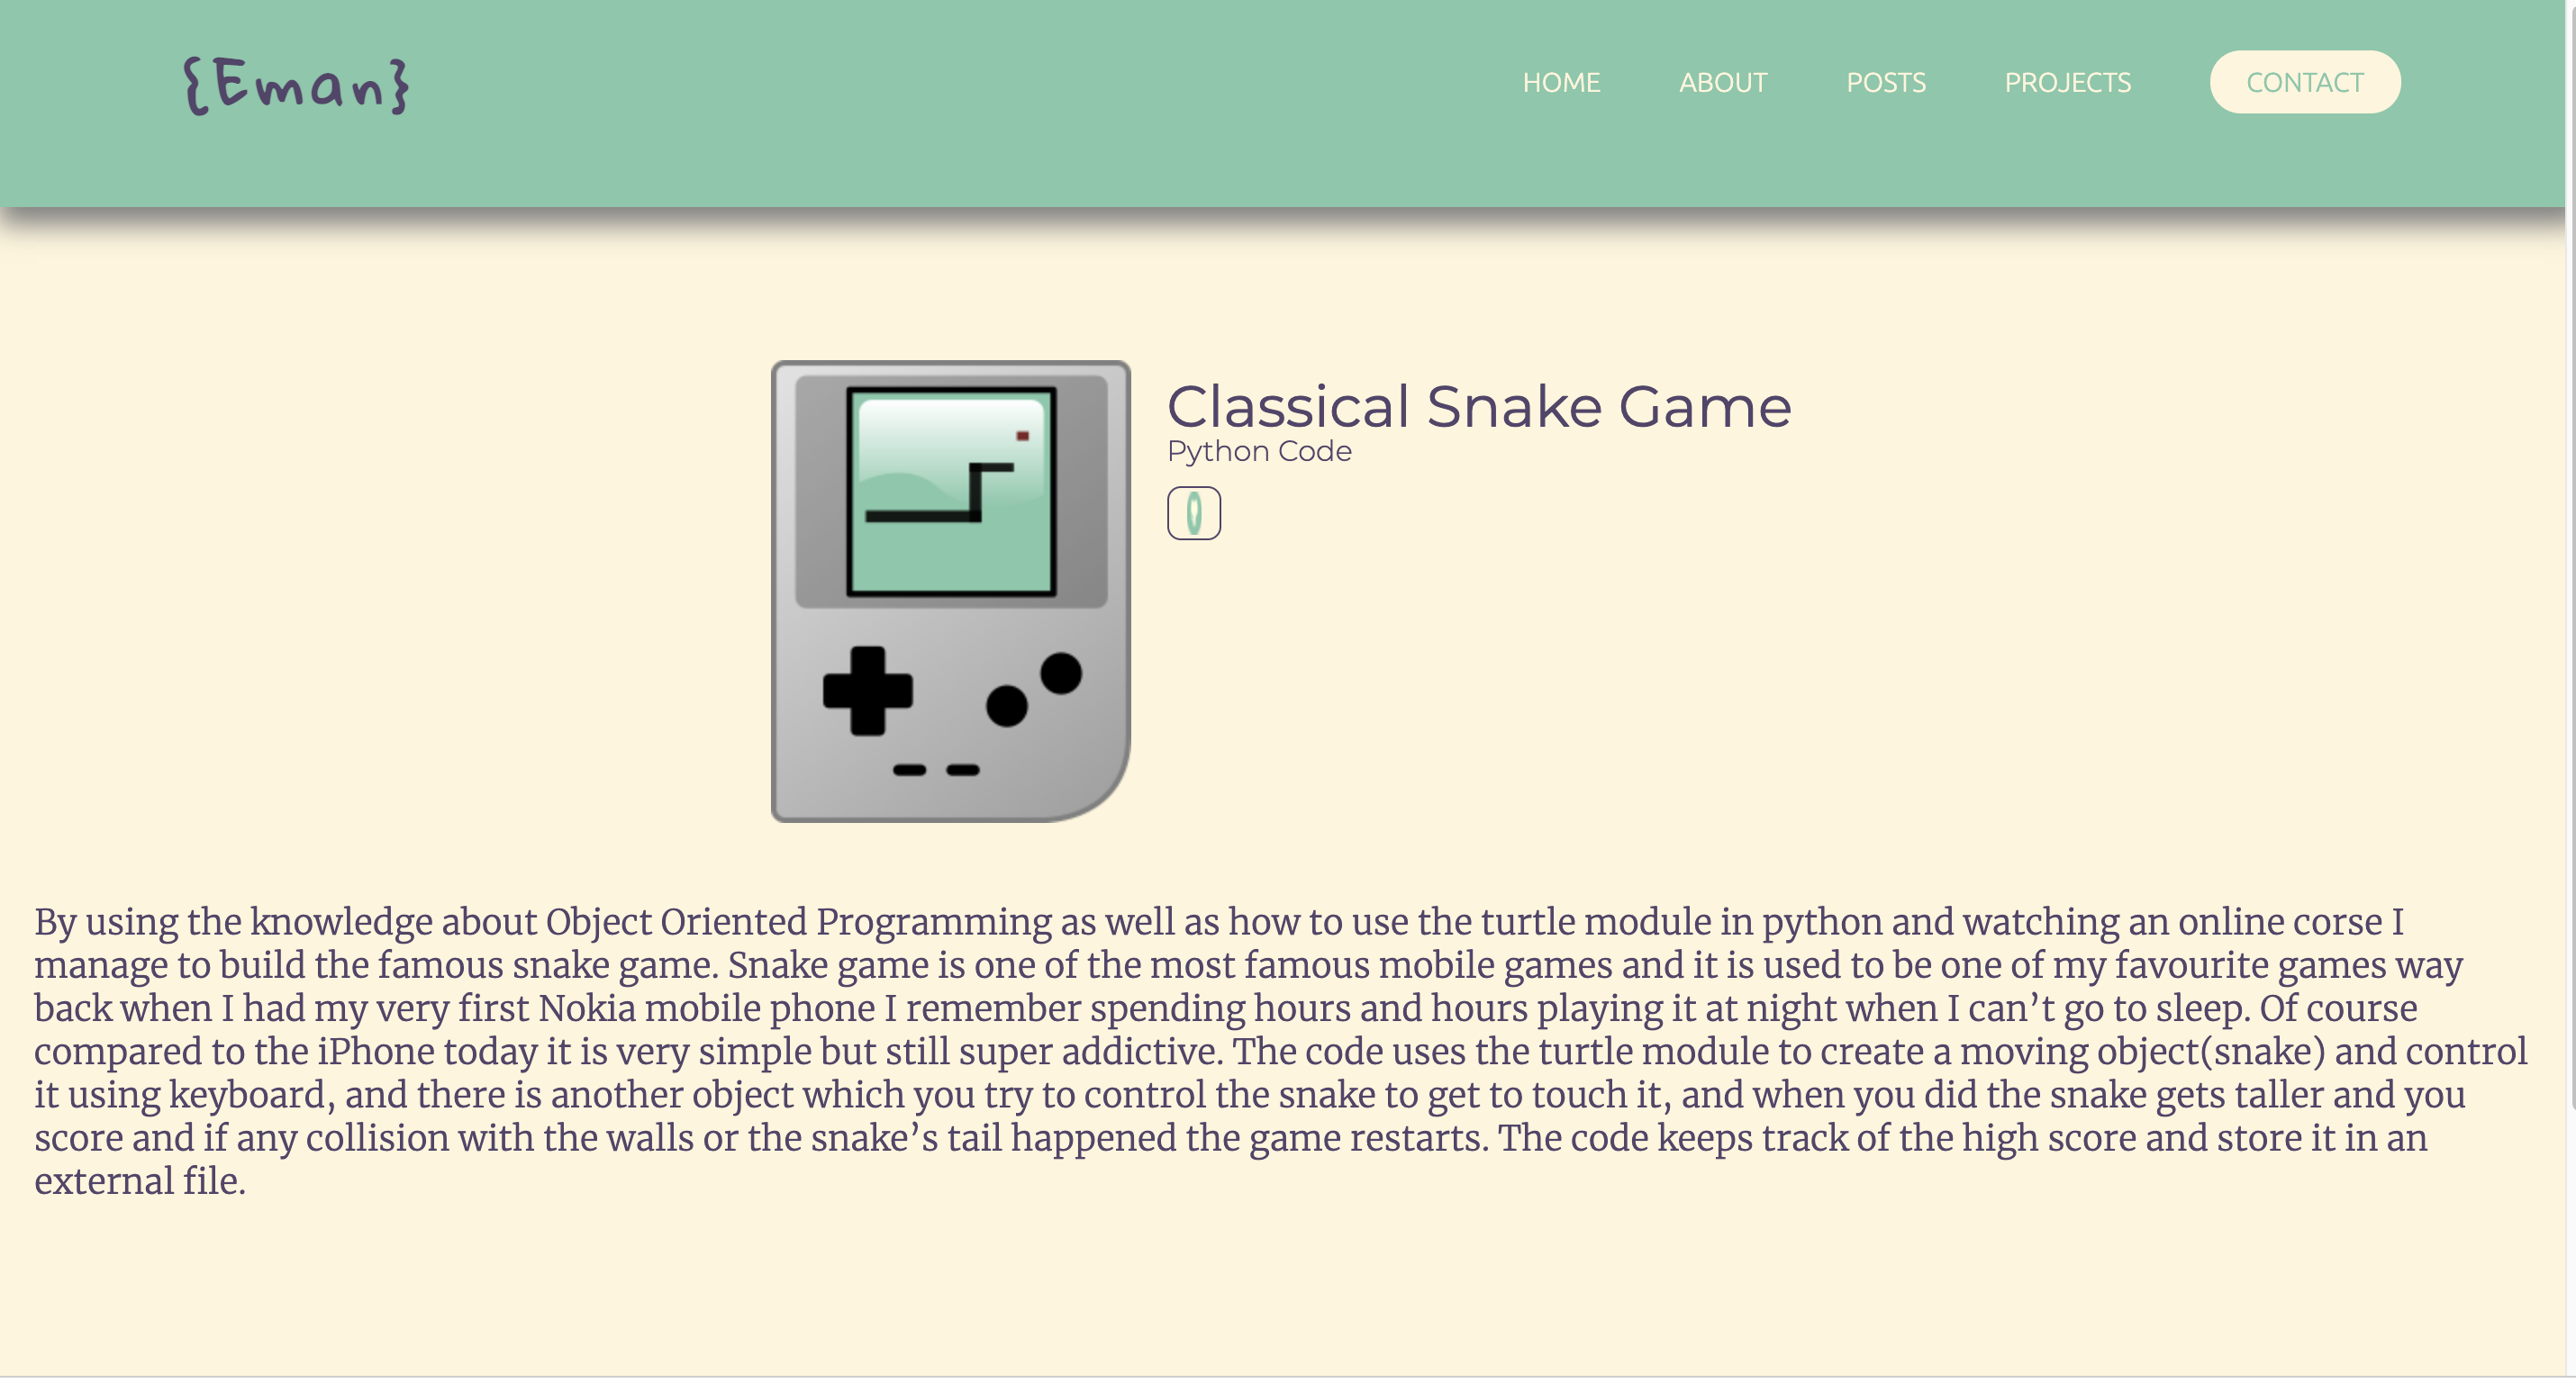 {Eman}
HOME ABOUT POSTS PROJECTS CONTACT
Classical Snake Game
Python Code
By using the knowledge about Object Oriented Programming as well as how to use the turtle module in python and watching an online corse I
manage to build the famous snake game. Snake game is one of the most famous mobile games and it is used to be one of my favourite games way
back when I had my very first Nokia mobile phone I remember spending hours and hours playing it at night when I can’t go to sleep. Of course
compared to the iPhone today it is very simple but still super addictive. The code uses the turtle module to create a moving object(snake) and control
it using keyboard, and there is another object which you try to control the snake to get to touch it, and when you did the snake gets taller and you
score and if any collision with the walls or the snake’s tail happened the game restarts. The code keeps track of the high score and store it in an
external file.